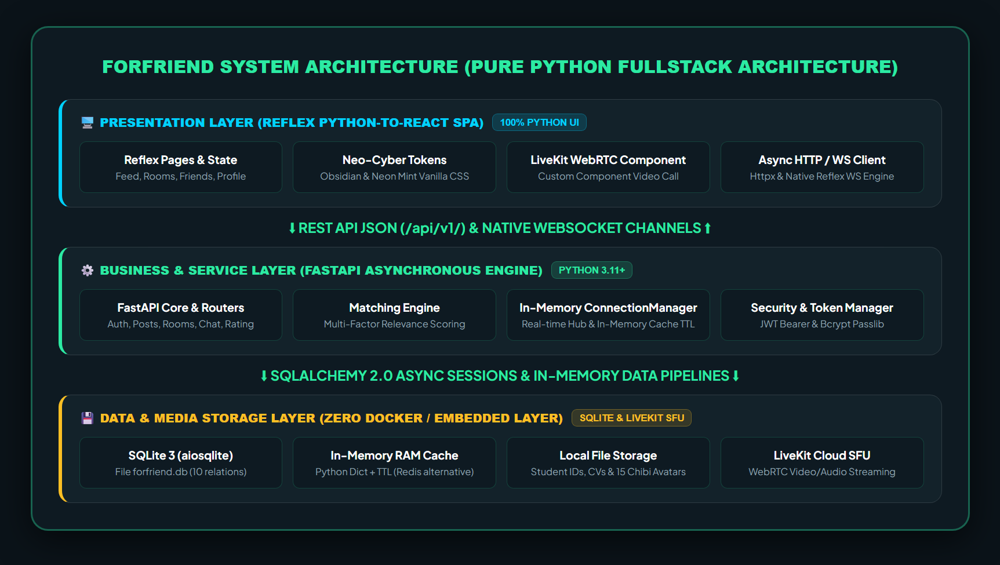 FORFRIEND SYSTEM ARCHITECTURE (PURE PYTHON FULLSTACK ARCHITECTURE)
PRESENTATION LAYER (REFLEX PYTHON-TO-REACT SPA)
100% PYTHON UI
Reflex Pages & State
Feed, Rooms, Friends, Profile
Neo-Cyber Tokens
Obsidian & Neon Mint Vanilla CSS
LiveKit WebRTC Component
Custom Component Video Call
Async HTTP / WS Client
Httpx & Native Reflex WS Engine
⬇ REST API JSON (/api/v1/) & NATIVE WEBSOCKET CHANNELS ⬆
BUSINESS & SERVICE LAYER (FASTAPI ASYNCHRONOUS ENGINE)
PYTHON 3.11+
FastAPI Core & Routers
Auth, Posts, Rooms, Chat, Rating
Matching Engine
Multi-Factor Relevance Scoring
In-Memory ConnectionManager
Real-time Hub & In-Memory Cache TTL
Security & Token Manager
JWT Bearer & Bcrypt Passlib
⬇ SQLALCHEMY 2.0 ASYNC SESSIONS & IN-MEMORY DATA PIPELINES ⬇
DATA & MEDIA STORAGE LAYER (ZERO DOCKER / EMBEDDED LAYER)
SQLITE & LIVEKIT SFU
SQLite 3 (aiosqlite)
File forfriend.db (10 relations)
In-Memory RAM Cache
Python Dict + TTL (Redis alternative)
Local File Storage
Student IDs, CVs & 15 Chibi Avatars
LiveKit Cloud SFU
WebRTC Video/Audio Streaming